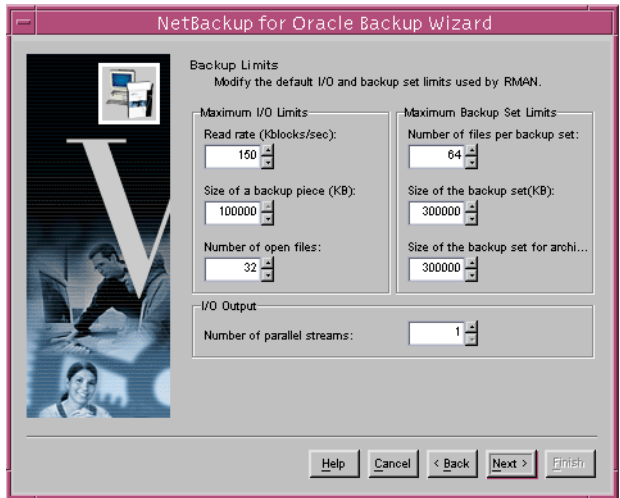 NetBackup for Oracle Backup Wizard
Backup Limits
Modify the default I/O and backup set limits used by RMAN.
Maximum I/O Limits
Read rate (Kblocks/sec):
150
Size of a backup piece (KB):
100000
Number of open files:
32
Maximum Backup Set Limits
Number of files per backup set:
64
Size of the backup set(KB):
300000
Size of the backup set for archi...
300000
I/O Output
Number of parallel streams:
1
Help
Cancel
< Back
Next >
Finish